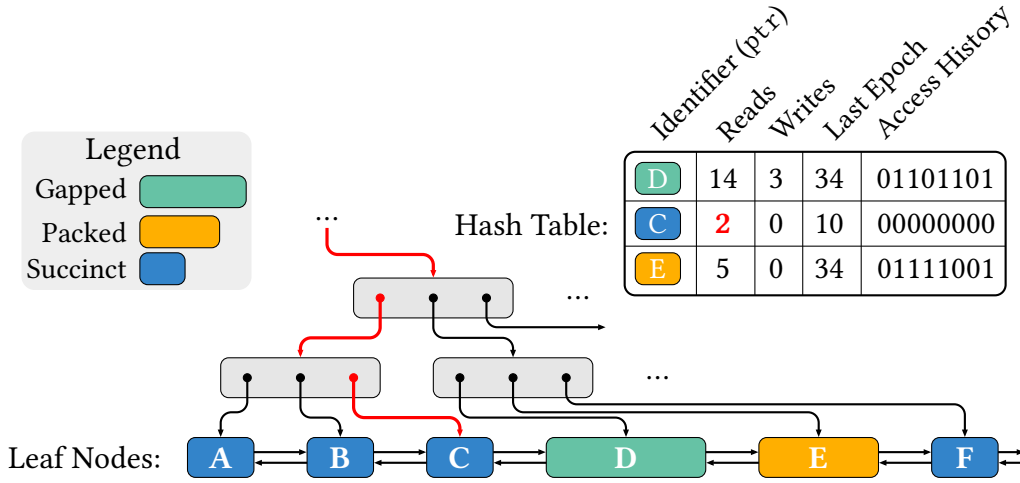 Identifier (ptr)
Reads
Writes
Last Epoch
Access History
Legend
Gapped
Packed
Succinct
...
Hash Table:
D 14 3 34 01101101
C 2 0 10 00000000
E 5 0 34 01111001
...
...
Leaf Nodes: A B C D E F